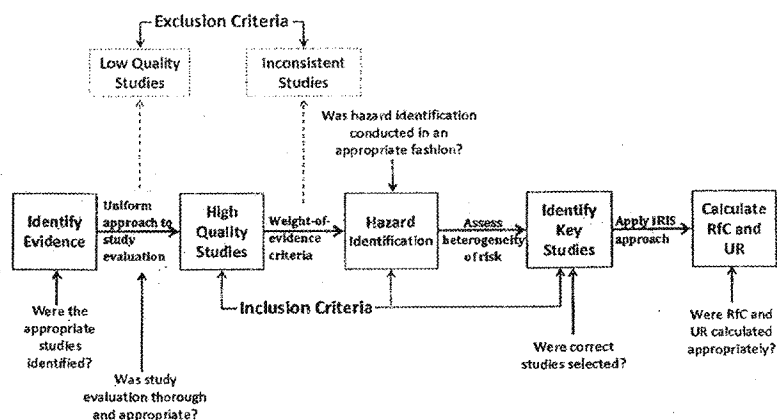 Exclusion Criteria
Low Quality
Studies
Inconsistent
Studies
Was hazard identification
conducted in an
appropriate fashion?
Identify
Evidence
Uniform
approach to
study
evaluation
High
Quality
Studies
Weight-of-
evidence
criteria
Hazard
Identification
Assess
heterogeneity
of risk
Identify
Key
Studies
Apply IRIS
approach
Calculate
RfC and
UR
Inclusion Criteria
Were the
appropriate
studies
identified?
Was study
evaluation thorough
and appropriate?
Were correct
studies selected?
Were RfC and
UR calculated
appropriately?